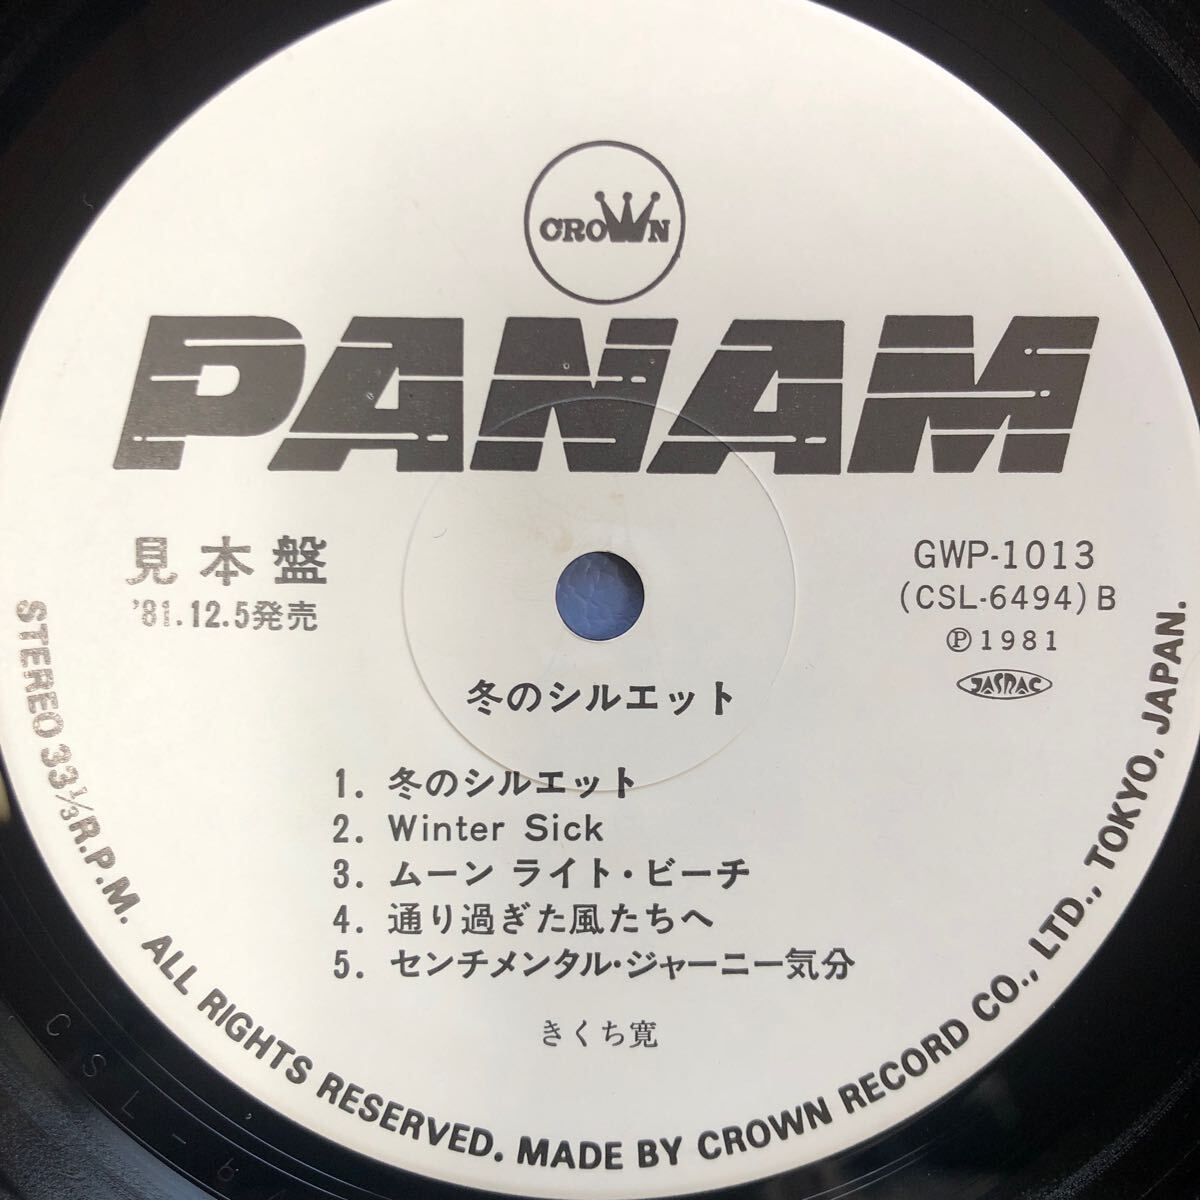 CROWN
PANAM
見本盤
'81.12.5発売
GWP-1013
(CSL-6494) B
Ⓟ1981
JASRAC
冬のシルエット
1. 冬のシルエット
2. Winter Sick
3. ムーン ライト・ビーチ
4. 通り過ぎた風たちへ
5. センチメンタル・ジャーニー気分
きくち寛
STEREO 33⅓ R.P.M. ALL RIGHTS RESERVED. MADE BY CROWN RECORD CO., LTD., TOKYO, JAPAN.